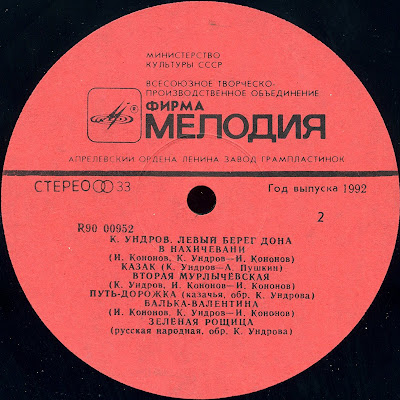 МИНИСТЕРСТВО
КУЛЬТУРЫ СССР
ВСЕСОЮЗНОЕ ТВОРЧЕСКО-
ПРОИЗВОДСТВЕННОЕ ОБЪЕДИНЕНИЕ
ФИРМА
МЕЛОДИЯ
АПРЕЛЕВСКИЙ ОРДЕНА ЛЕНИНА ЗАВОД ГРАМПЛАСТИНОК
СТЕРЕО 33
Год выпуска 1992
2
R90 00952
К. УНДРОВ. ЛЕВЫЙ БЕРЕГ ДОНА
В НАХИЧЕВАНИ
(И. Кононов, К. Ундров—И. Кононов)
КАЗАК (К. Ундров—А. Пушкин)
ВТОРАЯ МУРЛЫЧЁВСКАЯ
(К. Ундров, И. Кононов—И. Кононов)
ПУТЬ-ДОРОЖКА (казачья, обр. К. Ундрова)
БАЛЬКА-ВАЛЕНТИНА
(И. Кононов, К. Ундров—И. Кононов)
ЗЕЛЕНАЯ РОЩИЦА
(русская народная, обр. К. Ундрова)